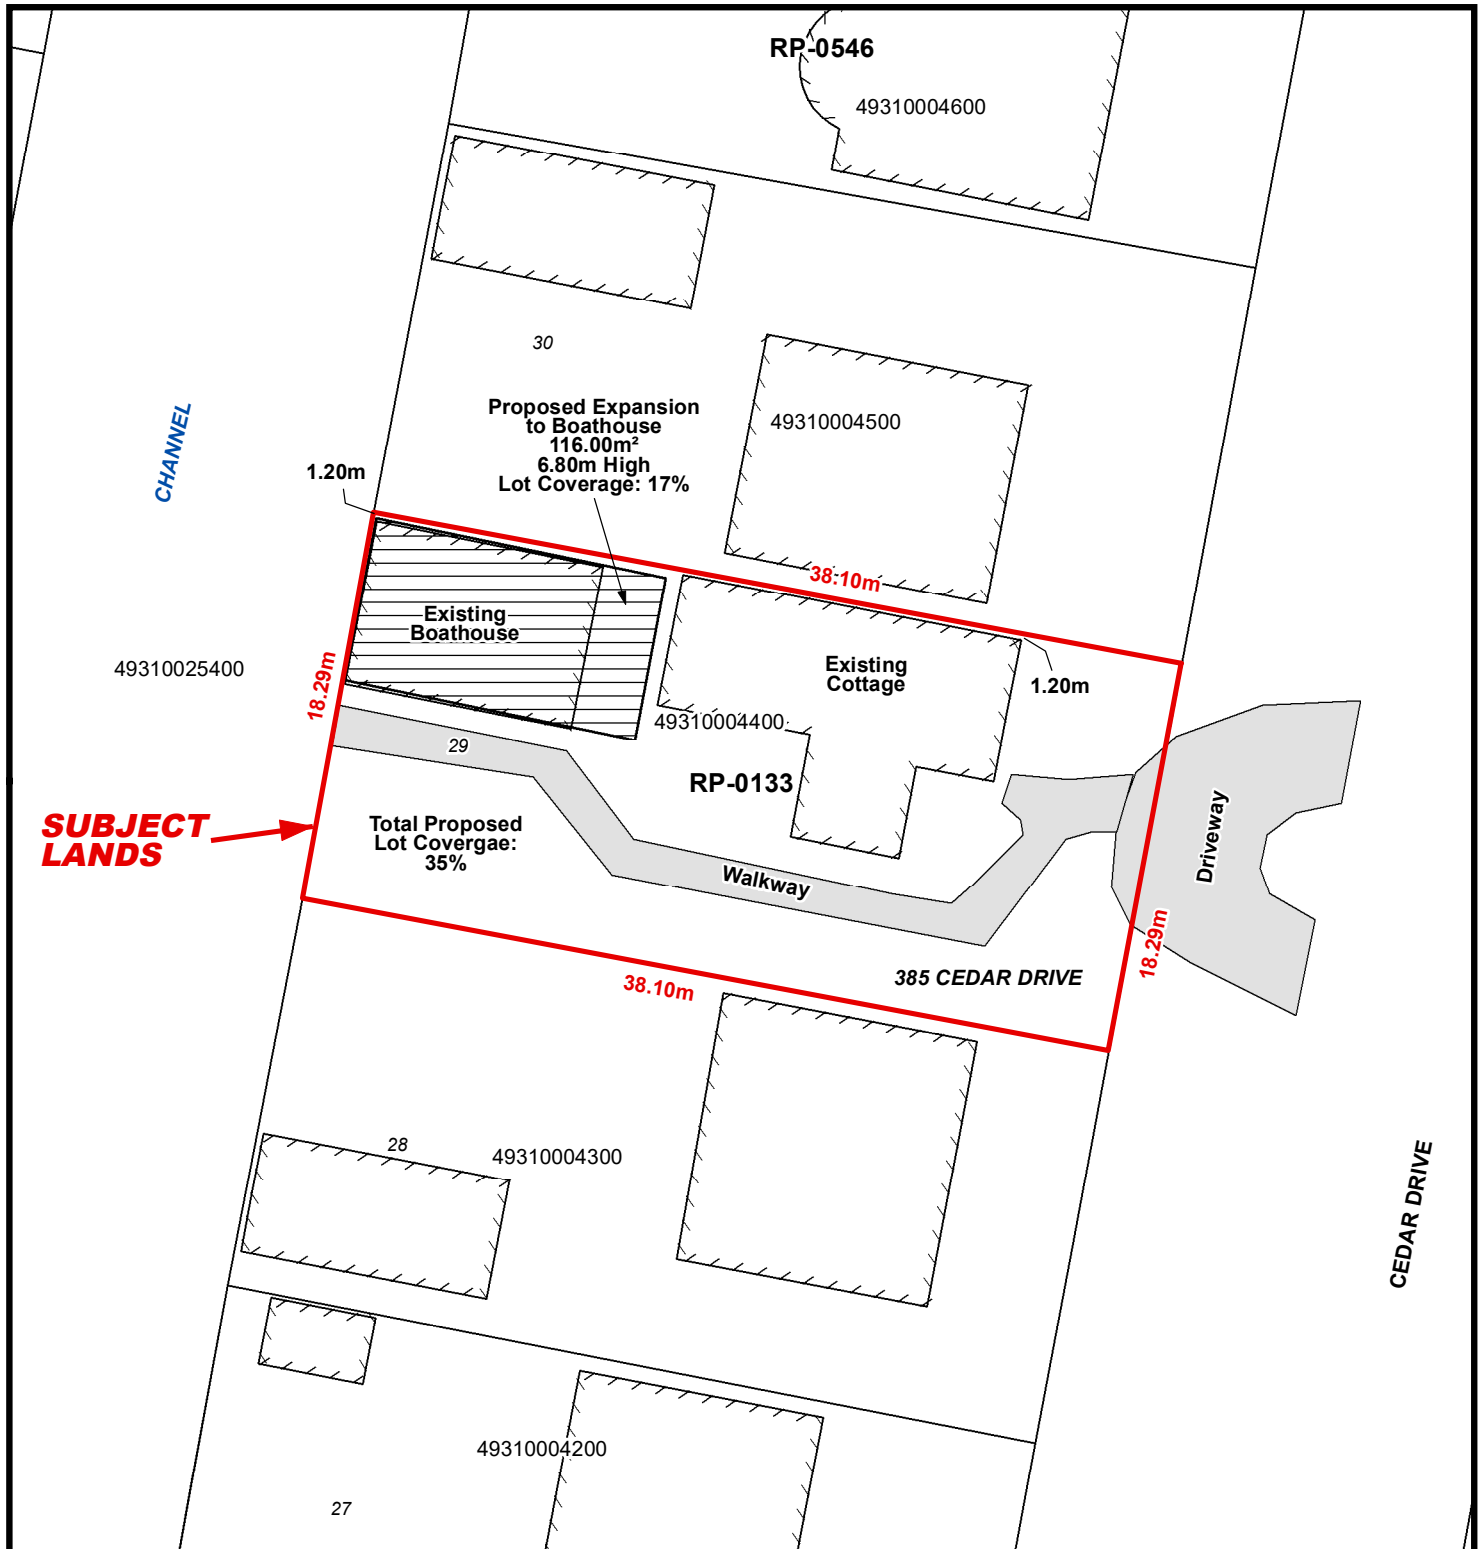 RP-0546
49310004600
30
Proposed Expansion
to Boathouse
116.00m²
6.80m High
Lot Coverage: 17%
49310004500
CHANNEL
1.20m
38.10m
Existing
Boathouse
Existing
Cottage
1.20m
49310025400
18.29m
49310004400
29
RP-0133
SUBJECT
LANDS
Total Proposed
Lot Covergae:
35%
Walkway
Driveway
18.29m
385 CEDAR DRIVE
38.10m
28
49310004300
CEDAR DRIVE
49310004200
27